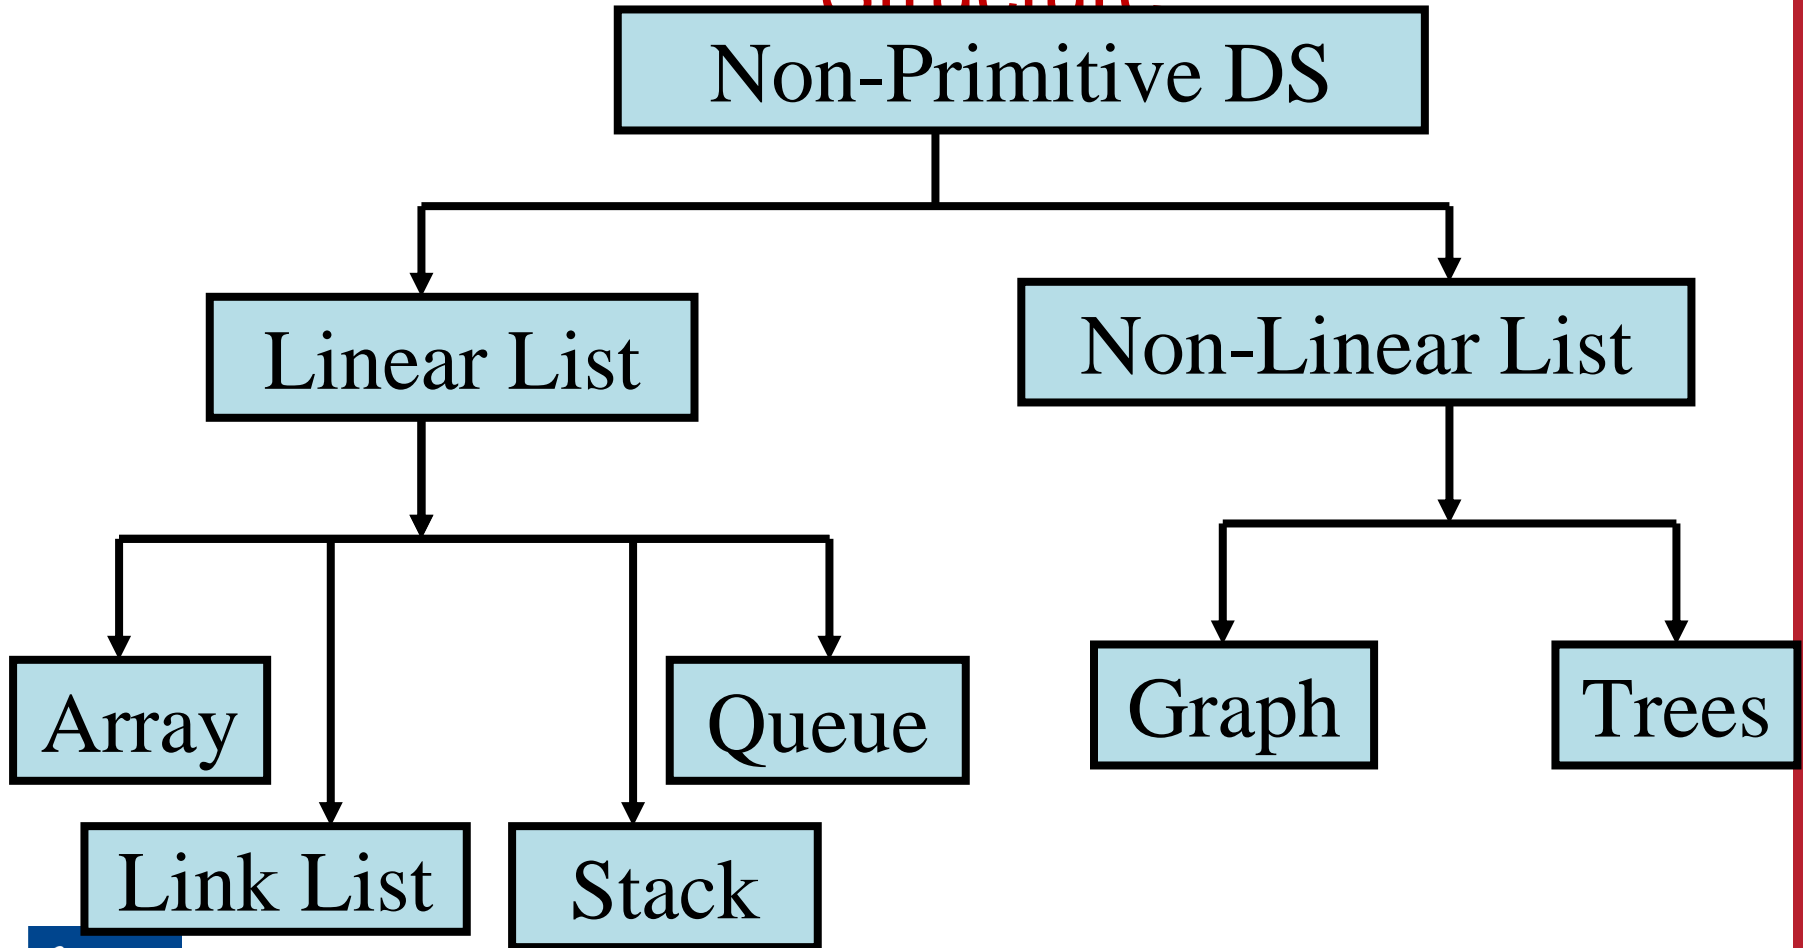 Non-Primitive DS
Linear List
Non-Linear List
Array
Queue
Graph
Trees
Link List
Stack